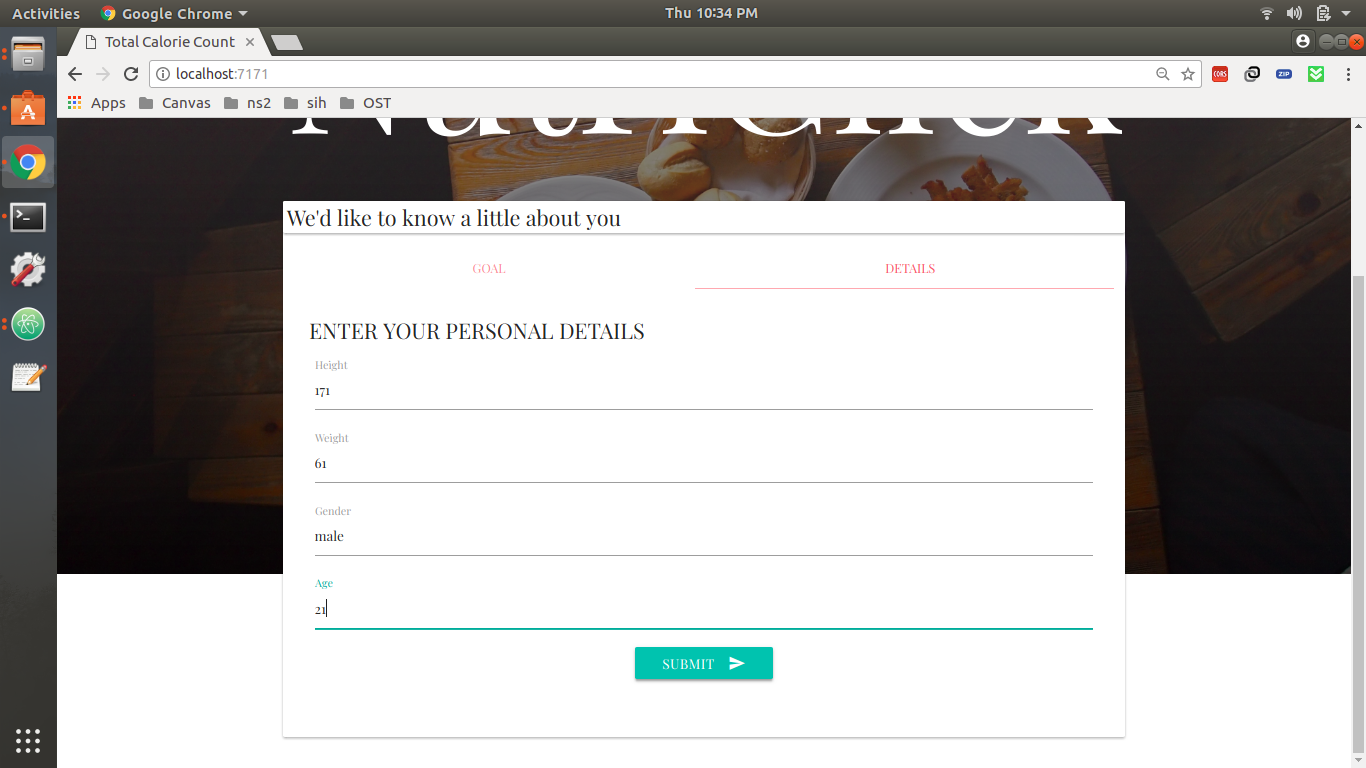 Activities
Google Chrome
Thu 10:34 PM
Total Calorie Count
localhost:7171
CORS
ZIP
Apps
Canvas
ns2
sih
OST
We'd like to know a little about you
GOAL
DETAILS
ENTER YOUR PERSONAL DETAILS
Height
171
Weight
61
Gender
male
Age
21
SUBMIT